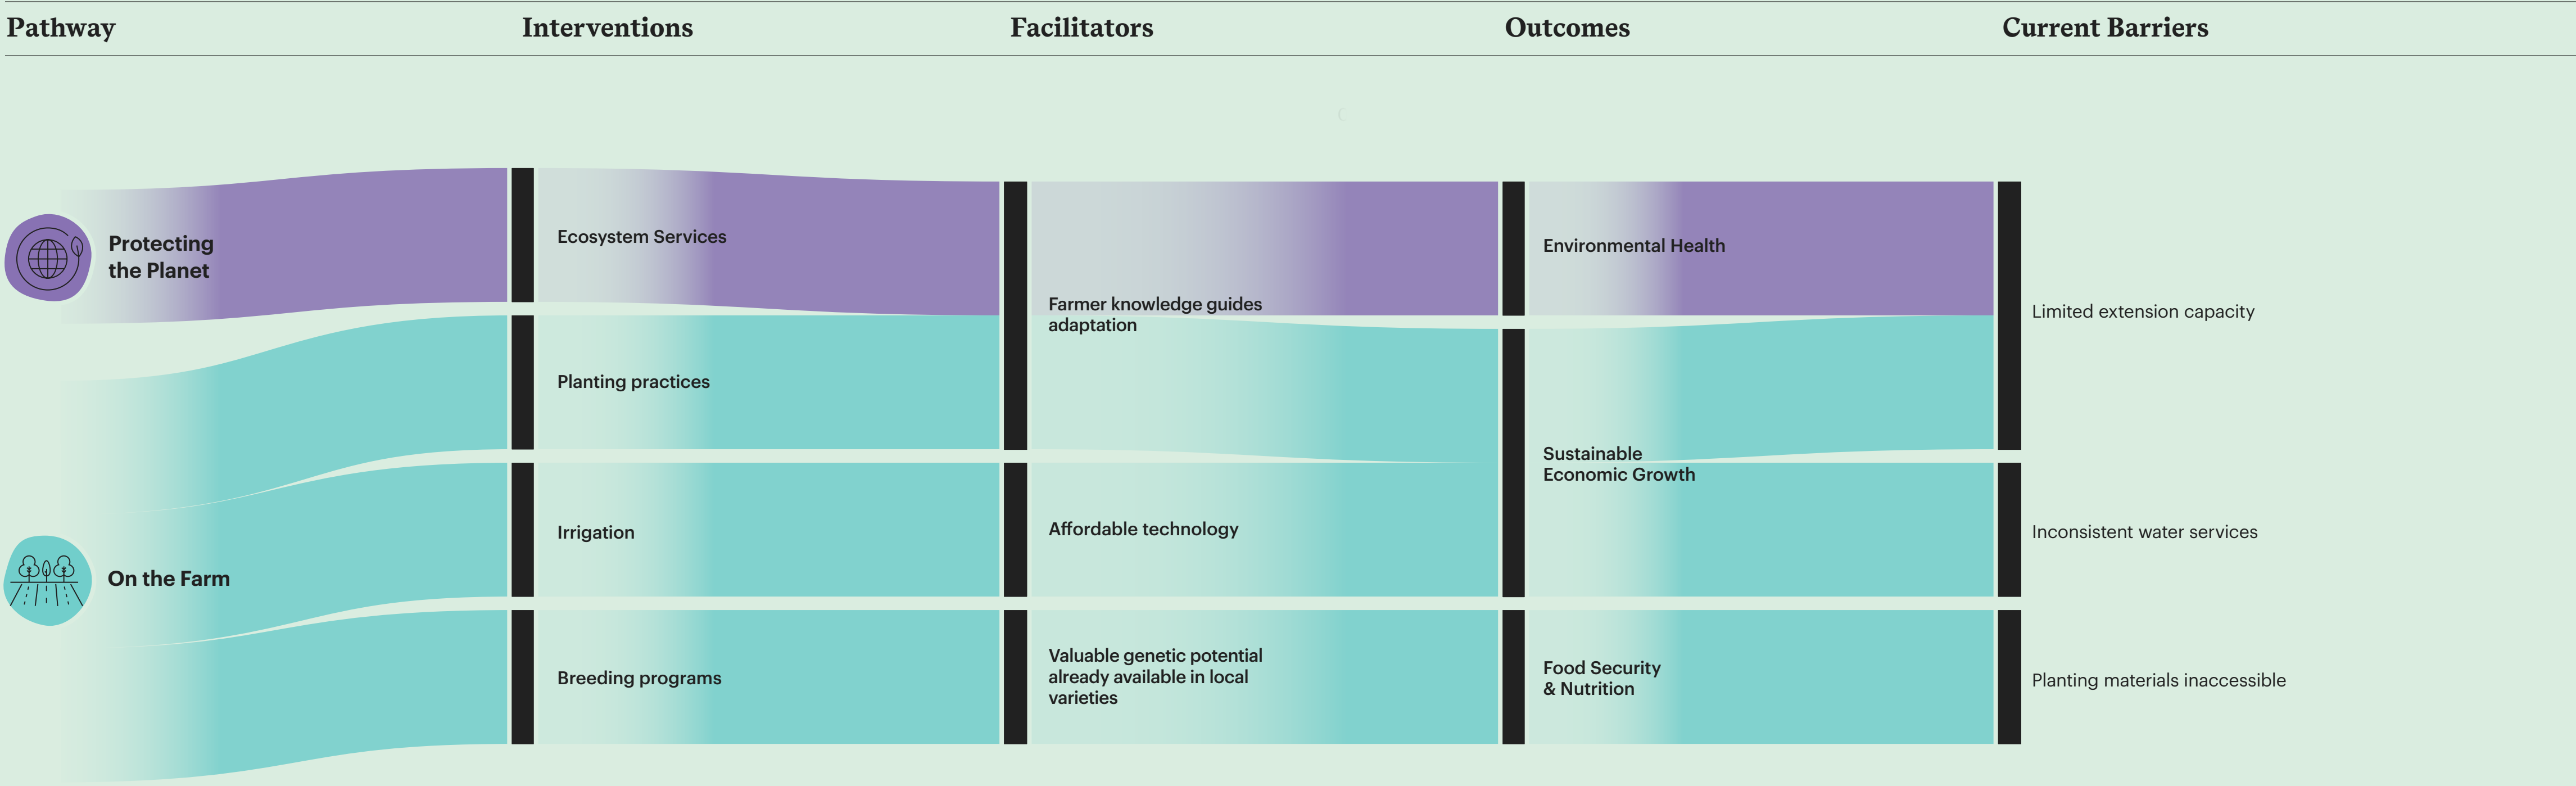 Pathway
Interventions
Facilitators
Outcomes
Current Barriers
Protecting
the Planet
Ecosystem Services
Farmer knowledge guides
adaptation
Environmental Health
Limited extension capacity
Planting practices
Sustainable
Economic Growth
On the Farm
Irrigation
Affordable technology
Inconsistent water services
Breeding programs
Valuable genetic potential
already available in local
varieties
Food Security
& Nutrition
Planting materials inaccessible